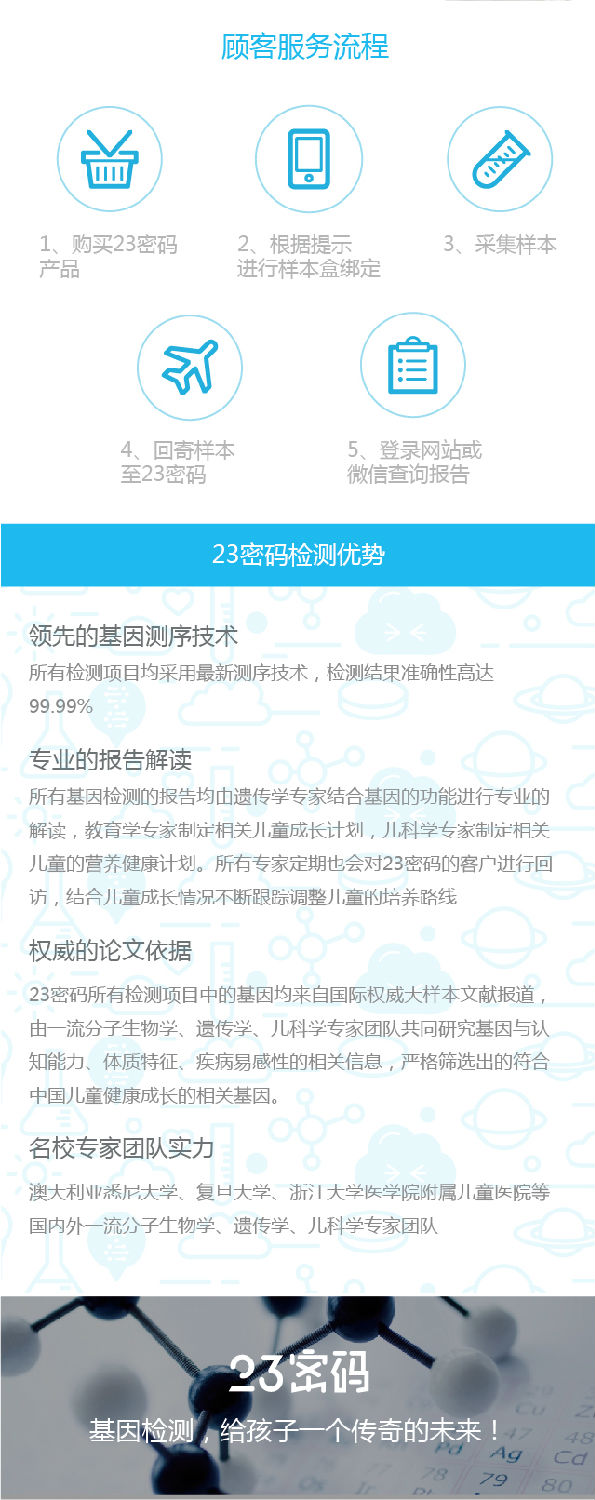 顾客服务流程
1、购买23密码
产品
2、根据提示
进行样本盒绑定
3、采集样本
4、回寄样本
至23密码
5、登录网站或
微信查询报告
23密码检测优势
领先的基因测序技术
所有检测项目均采用最新测序技术，检测结果准确性高达
99.99%
专业的报告解读
所有基因检测的报告均由遗传学专家结合基因的功能进行专业的
解读，教育学专家制定相关儿童成长计划，儿科学专家制定相关
儿童的营养健康计划。所有专家定期也会对23密码的客户进行回
访，结合儿童成长情况不断跟踪调整儿童的培养路线
权威的论文依据
23密码所有检测项目中的基因均来自国际权威大样本文献报道，
由一流分子生物学、遗传学、儿科学专家团队共同研究基因与认
知能力、体质特征、疾病易感性的相关信息，严格筛选出的符合
中国儿童健康成长的相关基因。
名校专家团队实力
澳大利亚悉尼大学、复旦大学、浙江大学医学院附属儿童医院等
国内外一流分子生物学、遗传学、儿科学专家团队
23密码
基因检测，给孩子一个传奇的未来！
Cu
47
48
Pd
Ag
Cd
Os
Ir
77
78
79
80